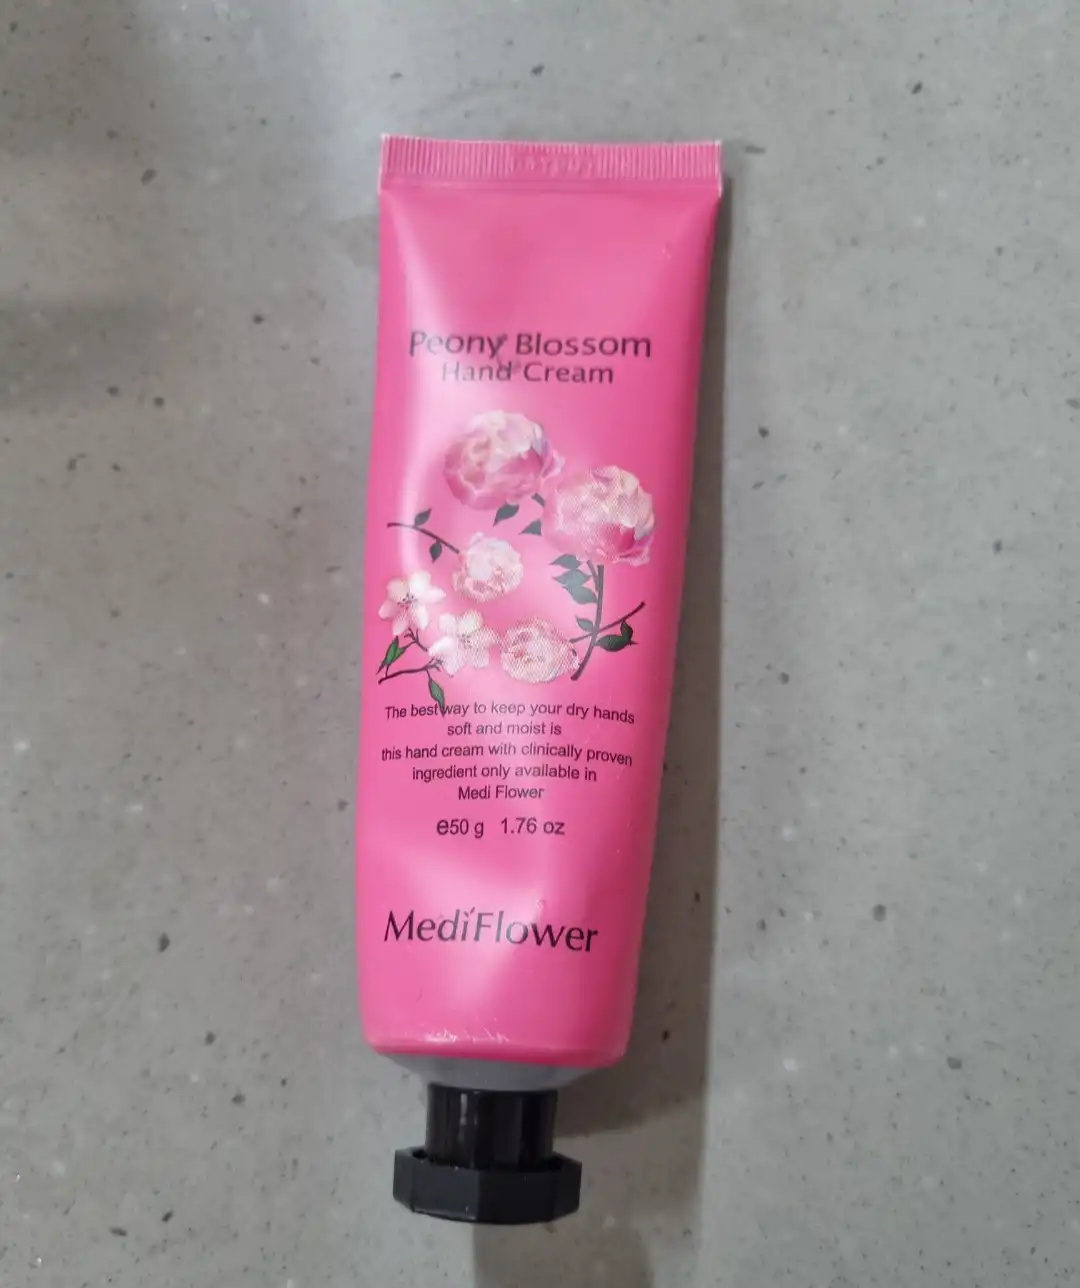 Peony Blossom
Hand Cream
The best way to keep your dry hands
soft and moist is
this hand cream with clinically proven
ingredient only available in
Medi Flower
℮50 g 1.76 oz
MediFlower